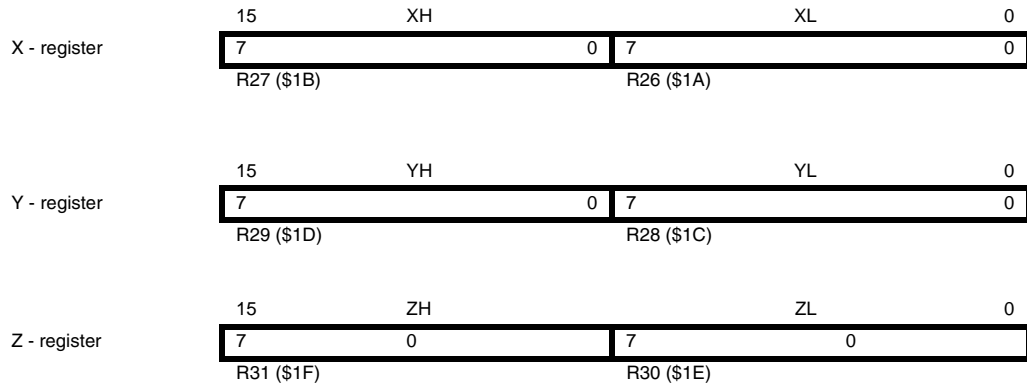 15 XH XL 0
X - register 7 0 7 0
R27 ($1B) R26 ($1A)
15 YH YL 0
Y - register 7 0 7 0
R29 ($1D) R28 ($1C)
15 ZH ZL 0
Z - register 7 0 7 0
R31 ($1F) R30 ($1E)